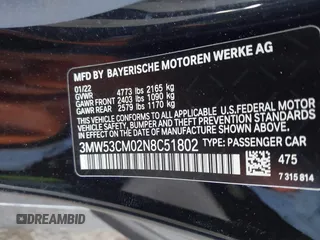 MFD BY BAYERISCHE MOTOREN WERKE AG
01/22
GVWR 4773 lbs 2165 kg
GAWR FRONT 2403 lbs 1090 kg
GAWR REAR 2579 lbs 1170 kg
THIS VEHICLE CONFORMS TO ALL APPLICABLE U.S. FEDERAL MOTOR
VEHICLE SAFETY, BUMPER, AND THEFT PREVENTION STANDARDS
IN EFFECT ON THE DATE OF MANUFACTURE SHOWN ABOVE.
3MW53CM02N8C51802 TYPE: PASSENGER CAR
475
7 315 814
DREAMBID